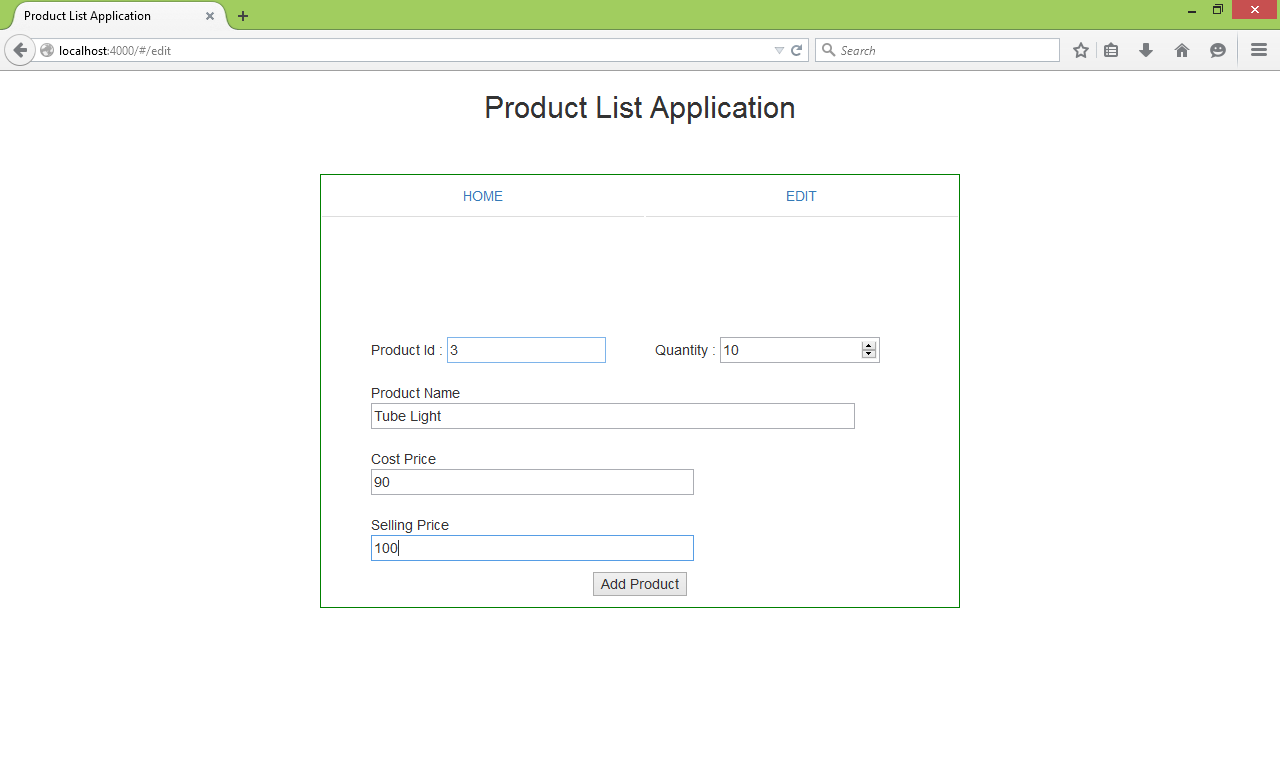 Product List Application
localhost:4000/#/edit
Search
Product List Application
HOME EDIT
Product Id : 3 Quantity : 10
Product Name
Tube Light
Cost Price
90
Selling Price
100
Add Product